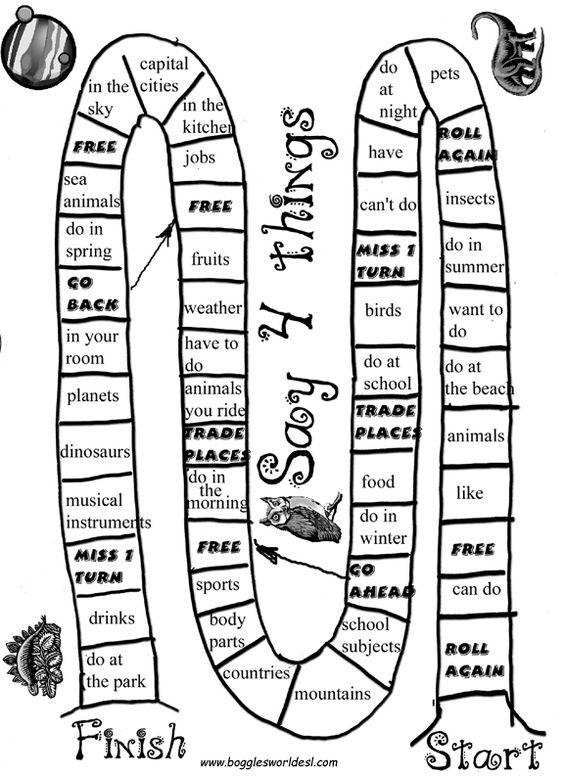 Say 4 things
Start
ROLL
AGAIN
can do
FREE
like
animals
do at
the beach
want to
do
do in
summer
insects
ROLL
AGAIN
pets
do
at
night
have
can't do
MISS 1
TURN
birds
do at
school
TRADE
PLACES
food
do in
winter
GO
AHEAD
school
subjects
mountains
countries
body
parts
sports
FREE
do in
the
morning
TRADE
PLACES
animals
you ride
have to
do
weather
fruits
FREE
jobs
in the
kitchen
capital
cities
in the
sky
FREE
sea
animals
do in
spring
GO
BACK
in your
room
planets
dinosaurs
musical
instruments
MISS 1
TURN
drinks
do at
the park
Finish
www.bogglesworldesl.com